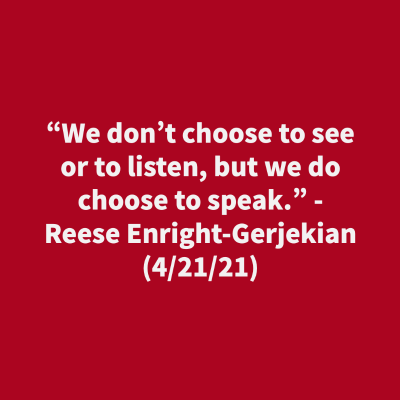 “We don’t choose to see
or to listen, but we do
choose to speak.” -
Reese Enright-Gerjekian
(4/21/21)